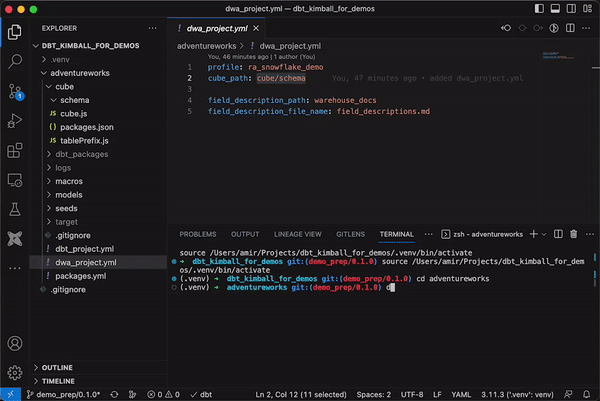 dwa_project.yml — dbt_kimball_for_demos
EXPLORER
DBT_KIMBALL_FOR_DEMOS
.venv
adventureworks
cube
schema
JS cube.js
packages.json
JS tablePrefix.js
dbt_packages
logs
macros
models
seeds
target
.gitignore
! dbt_project.yml
! dwa_project.yml
! packages.yml
.gitignore
OUTLINE
TIMELINE
1
! dwa_project.yml
adventureworks > ! dwa_project.yml
You, 46 minutes ago | 1 author (You)
1 profile: ra_snowflake_demo
2 cube_path: cube/schema You, 47 minutes ago • added dwa_project.yml
3
4 field_description_path: warehouse_docs
5 field_description_file_name: field_descriptions.md
PROBLEMS OUTPUT LINEAGE VIEW GITLENS TERMINAL ··· zsh - adventureworks
source /Users/amir/Projects/dbt_kimball_for_demos/.venv/bin/activate
➜ dbt_kimball_for_demos git:(demo_prep/0.1.0) source /Users/amir/Projects/dbt_kimball_for_dem
os/.venv/bin/activate
(.venv) ➜ dbt_kimball_for_demos git:(demo_prep/0.1.0) cd adventureworks
(.venv) ➜ adventureworks git:(demo_prep/0.1.0) d
demo_prep/0.1.0* 0 0 dbt Ln 2, Col 12 (11 selected) Spaces: 2 UTF-8 LF YAML 3.11.3 ('.venv': venv)